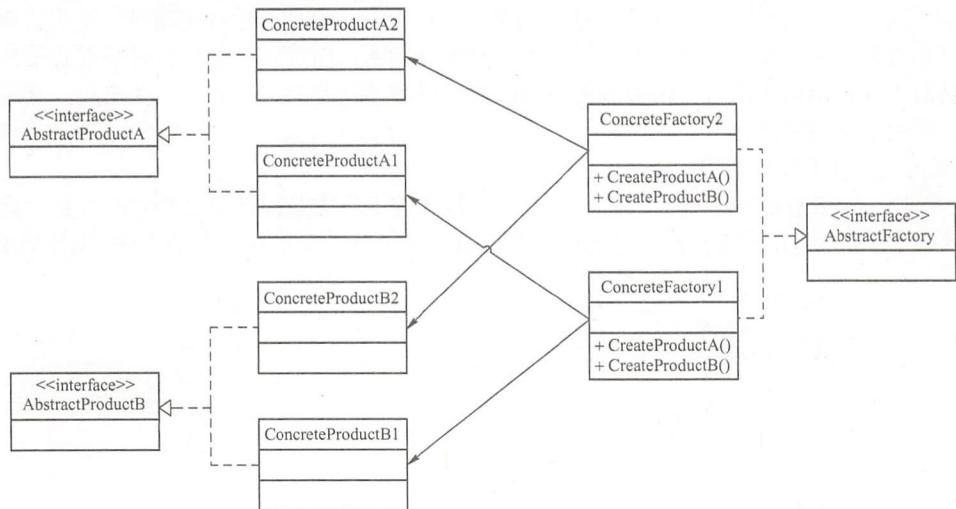 ConcreteProductA2
<<interface>>
AbstractProductA
ConcreteProductA1
ConcreteFactory2
+ CreateProductA()
+ CreateProductB()
<<interface>>
AbstractFactory
ConcreteProductB2
ConcreteFactory1
+ CreateProductA()
+ CreateProductB()
<<interface>>
AbstractProductB
ConcreteProductB1